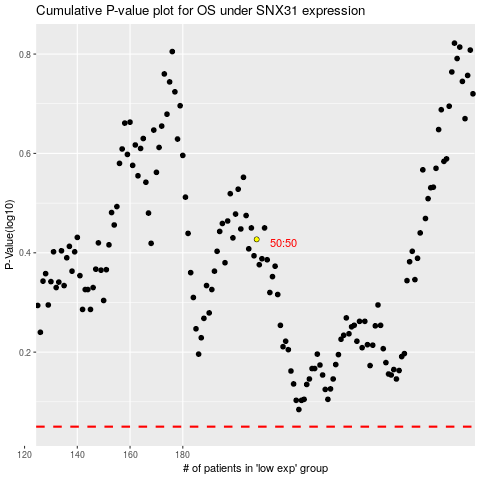 Cumulative P-value plot for OS under SNX31 expression
P-Value(log10)
0.8
0.6
0.4
0.2
50:50
120 140 160 180
# of patients in 'low exp' group